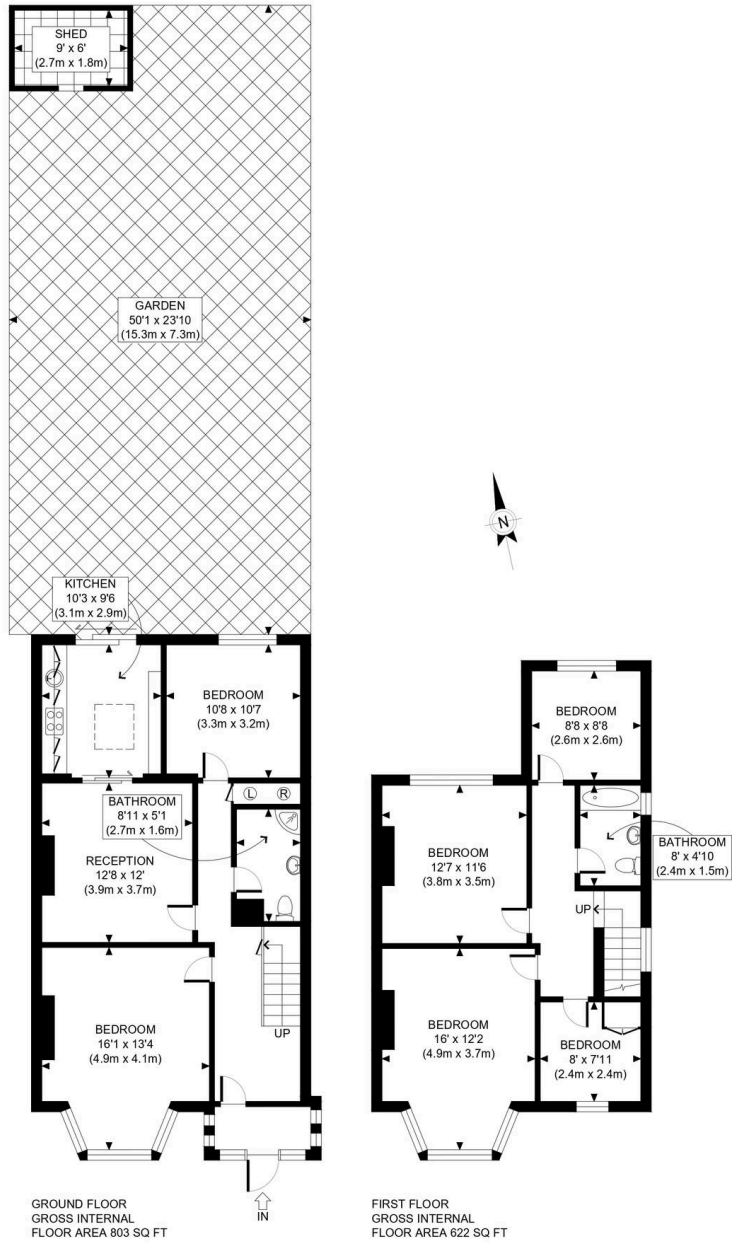 SHED
9' x 6'
(2.7m x 1.8m)
GARDEN
50'1 x 23'10
(15.3m x 7.3m)
N
KITCHEN
10'3 x 9'6
(3.1m x 2.9m)
BEDROOM
10'8 x 10'7
(3.3m x 3.2m)
L
R
BATHROOM
8'11 x 5'1
(2.7m x 1.6m)
RECEPTION
12'8 x 12'
(3.9m x 3.7m)
BEDROOM
16'1 x 13'4
(4.9m x 4.1m)
UP
IN
GROUND FLOOR
GROSS INTERNAL
FLOOR AREA 803 SQ FT
BEDROOM
8'8 x 8'8
(2.6m x 2.6m)
BEDROOM
12'7 x 11'6
(3.8m x 3.5m)
BATHROOM
8' x 4'10
(2.4m x 1.5m)
UP
BEDROOM
16' x 12'2
(4.9m x 3.7m)
BEDROOM
8' x 7'11
(2.4m x 2.4m)
FIRST FLOOR
GROSS INTERNAL
FLOOR AREA 622 SQ FT